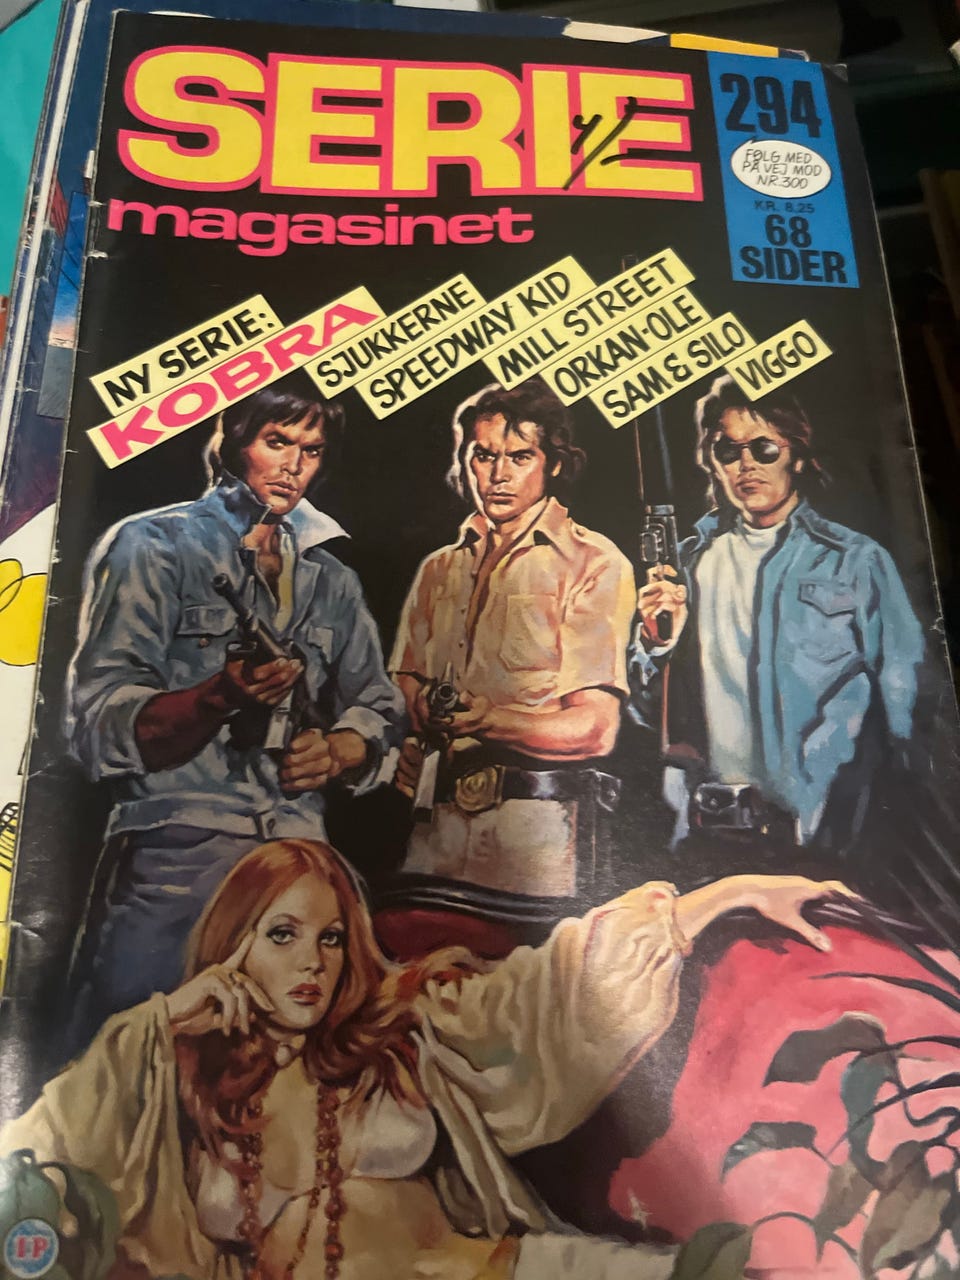 SERIE
magasinet
294
FØLG MED
PÅ VEJ MOD
NR. 300
KR. 8.25
68
SIDER
NY SERIE:
KOBRA
SJUKKERNE
SPEEDWAY KID
MILL STREET
ORKAN-OLE
SAM & SILO
VIGGO
I-P